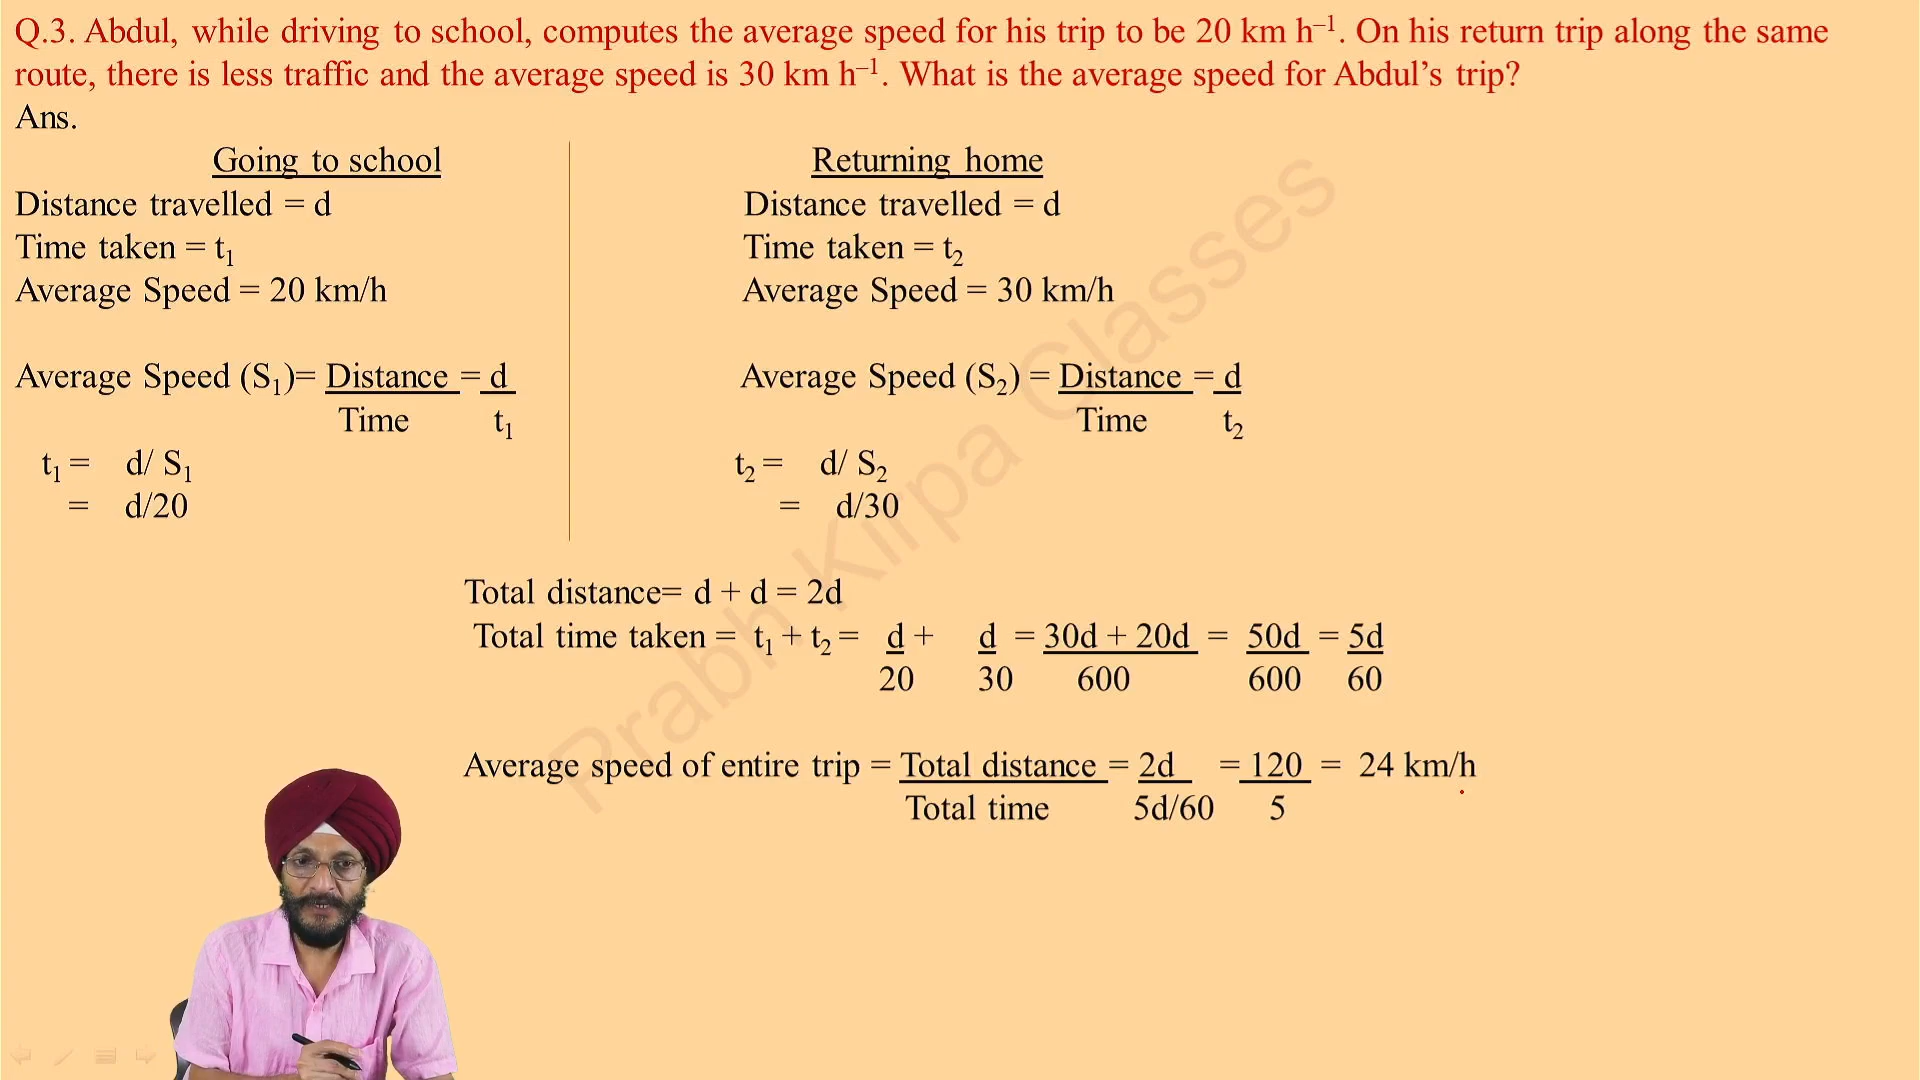 Q.3. Abdul, while driving to school, computes the average speed for his trip to be 20 km h⁻¹. On his return trip along the same
route, there is less traffic and the average speed is 30 km h⁻¹. What is the average speed for Abdul’s trip?
Ans.
Going to school
Distance travelled = d
Time taken = t₁
Average Speed = 20 km/h
Average Speed (S₁)= Distance = d
Time t₁
t₁ = d/ S₁
= d/20
Returning home
Distance travelled = d
Time taken = t₂
Average Speed = 30 km/h
Average Speed (S₂) = Distance = d
Time t₂
t₂ = d/ S₂
= d/30
Total distance= d + d = 2d
Total time taken = t₁ + t₂ = d + d = 30d + 20d = 50d = 5d
20 30 600 600 60
Average speed of entire trip = Total distance = 2d = 120 = 24 km/h
Total time 5d/60 5
Prabh Kirpa Classes